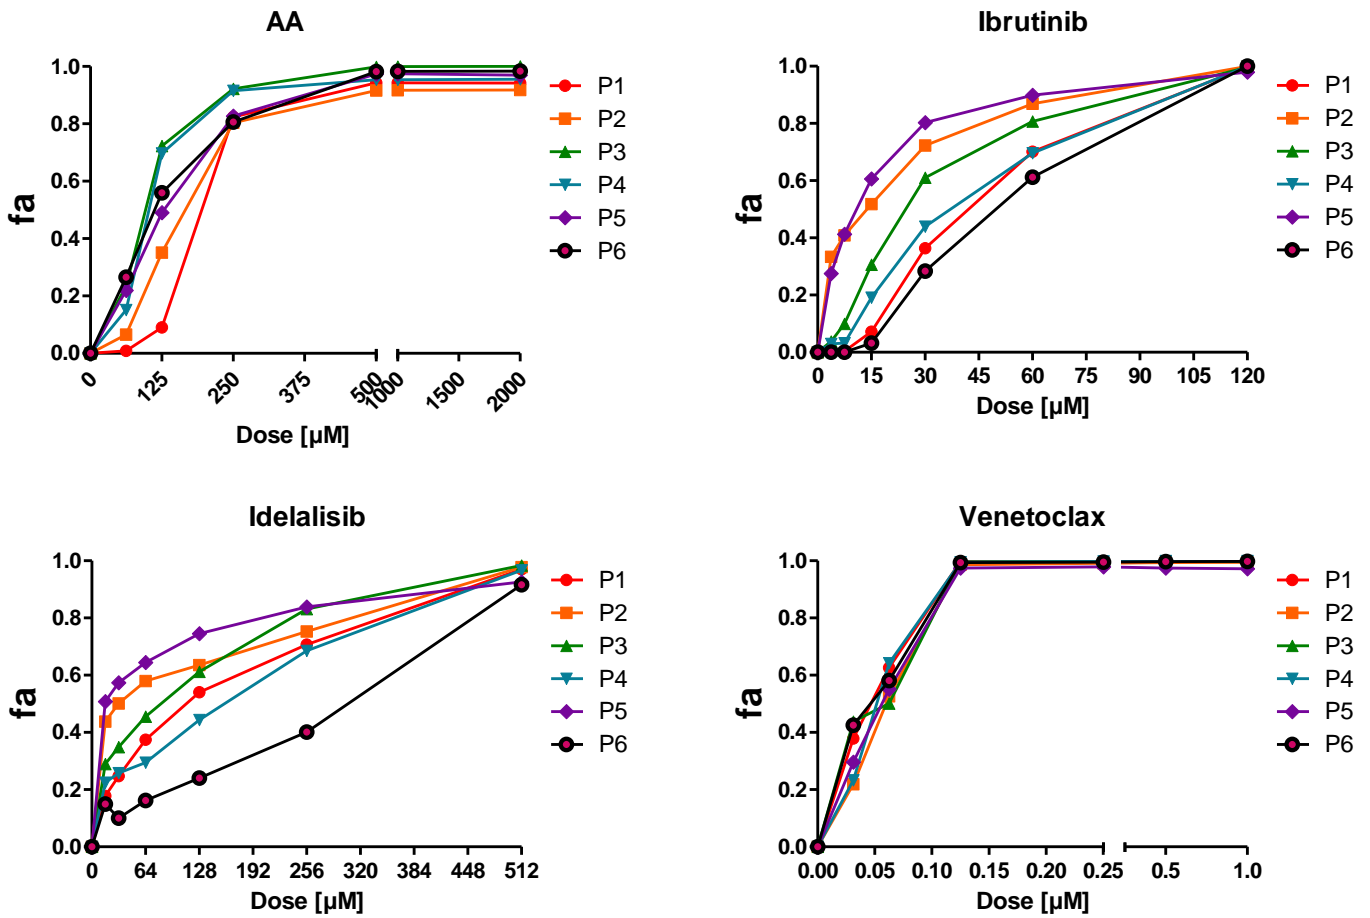 AA
1.0
0.8
0.6
0.4
0.2
0.0
fa
0
125
250
375
500
1000
1500
2000
Dose [µM]
P1
P2
P3
P4
P5
P6
Ibrutinib
1.0
0.8
0.6
0.4
0.2
0.0
fa
0 15 30 45 60 75 90 105 120
Dose [µM]
P1
P2
P3
P4
P5
P6
Idelalisib
1.0
0.8
0.6
0.4
0.2
0.0
fa
0 64 128 192 256 320 384 448 512
Dose [µM]
P1
P2
P3
P4
P5
P6
Venetoclax
1.0
0.8
0.6
0.4
0.2
0.0
fa
0.00 0.05 0.10 0.15 0.20 0.25 0.5 1.0
Dose [µM]
P1
P2
P3
P4
P5
P6